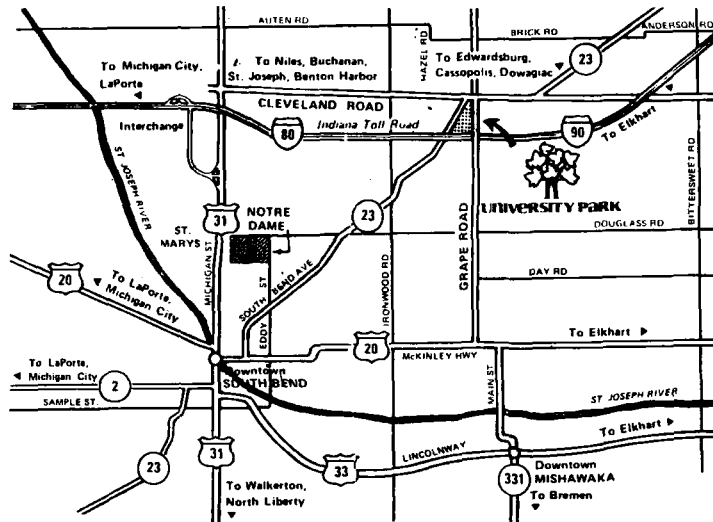 AUTEN RD
HAZEL RD
BRICK RD
ANDERSON RD
To Michigan City,
LaPorte
To Niles, Buchanan,
St. Joseph, Benton Harbor
To Edwardsburg,
Cassopolis, Dowagiac
23
CLEVELAND ROAD
Interchange
80
Indiana Toll Road
90
To Elkhart
BITTERSWEET RD
ST JOSEPH RIVER
UNIVERSITY PARK
31
ST.
MARYS
NOTRE
DAME
23
DOUGLASS RD
MICHIGAN ST
EDDY ST
SOUTH BEND AVE
IRONWOOD RD
GRAPE ROAD
DAY RD
20
To LaPorte,
Michigan City
20
McKINLEY HWY
To Elkhart
To LaPorte,
Michigan City
2
Downtown
SOUTH BEND
MAIN ST
ST JOSEPH RIVER
SAMPLE ST.
23
31
33
LINCOLNWAY
To Elkhart
To Walkerton,
North Liberty
331
Downtown
MISHAWAKA
To Bremen